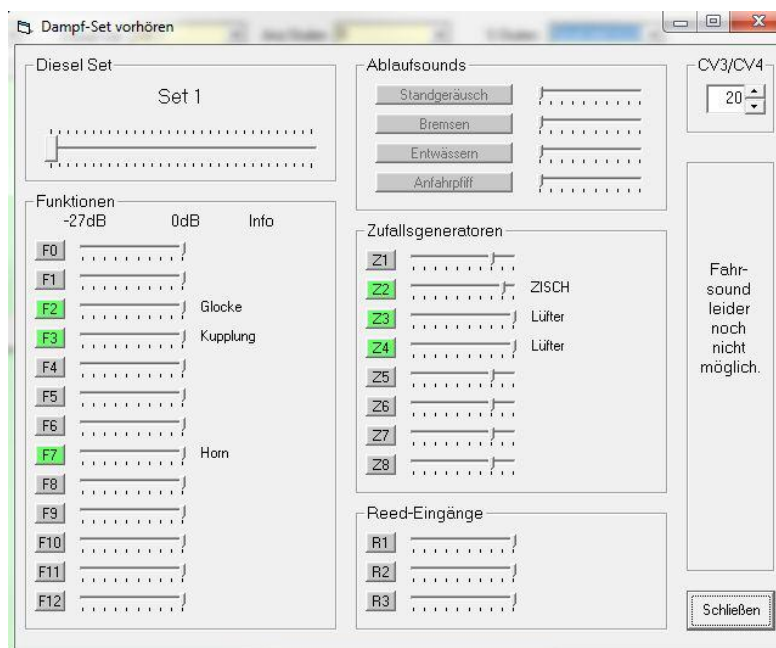 Dampf-Set vorhören
Diesel Set
Set 1
Funktionen
-27dB 0dB Info
F0
F1
F2 Glocke
F3 Kupplung
F4
F5
F6
F7 Horn
F8
F9
F10
F11
F12
Ablaufsounds
Standgeräusch
Bremsen
Entwässern
Anfahrpfiff
Zufallsgeneratoren
Z1
Z2 ZISCH
Z3 Lüfter
Z4 Lüfter
Z5
Z6
Z7
Z8
Reed-Eingänge
R1
R2
R3
CV3/CV4
20
Fahr-
sound
leider
noch
nicht
möglich.
Schließen